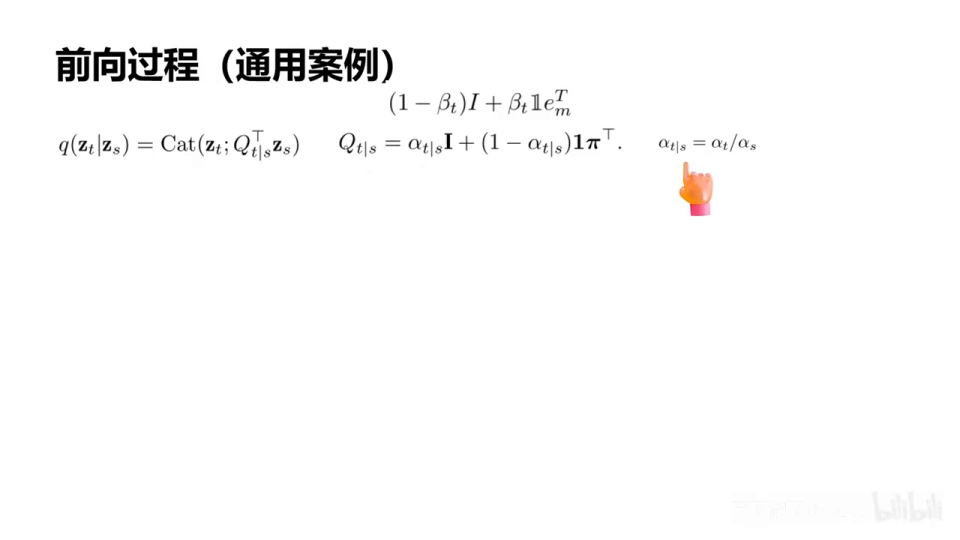 前向过程（通用案例）
(1 − β_t)I + β_t 𝟙e_m^T
q(𝐳_t|𝐳_s) = Cat(𝐳_t; Q_{t|s}^⊤ 𝐳_s) Q_{t|s} = α_{t|s}𝐈 + (1 − α_{t|s})𝟏𝝅^⊤. α_{t|s} = α_t/α_s
bilibili